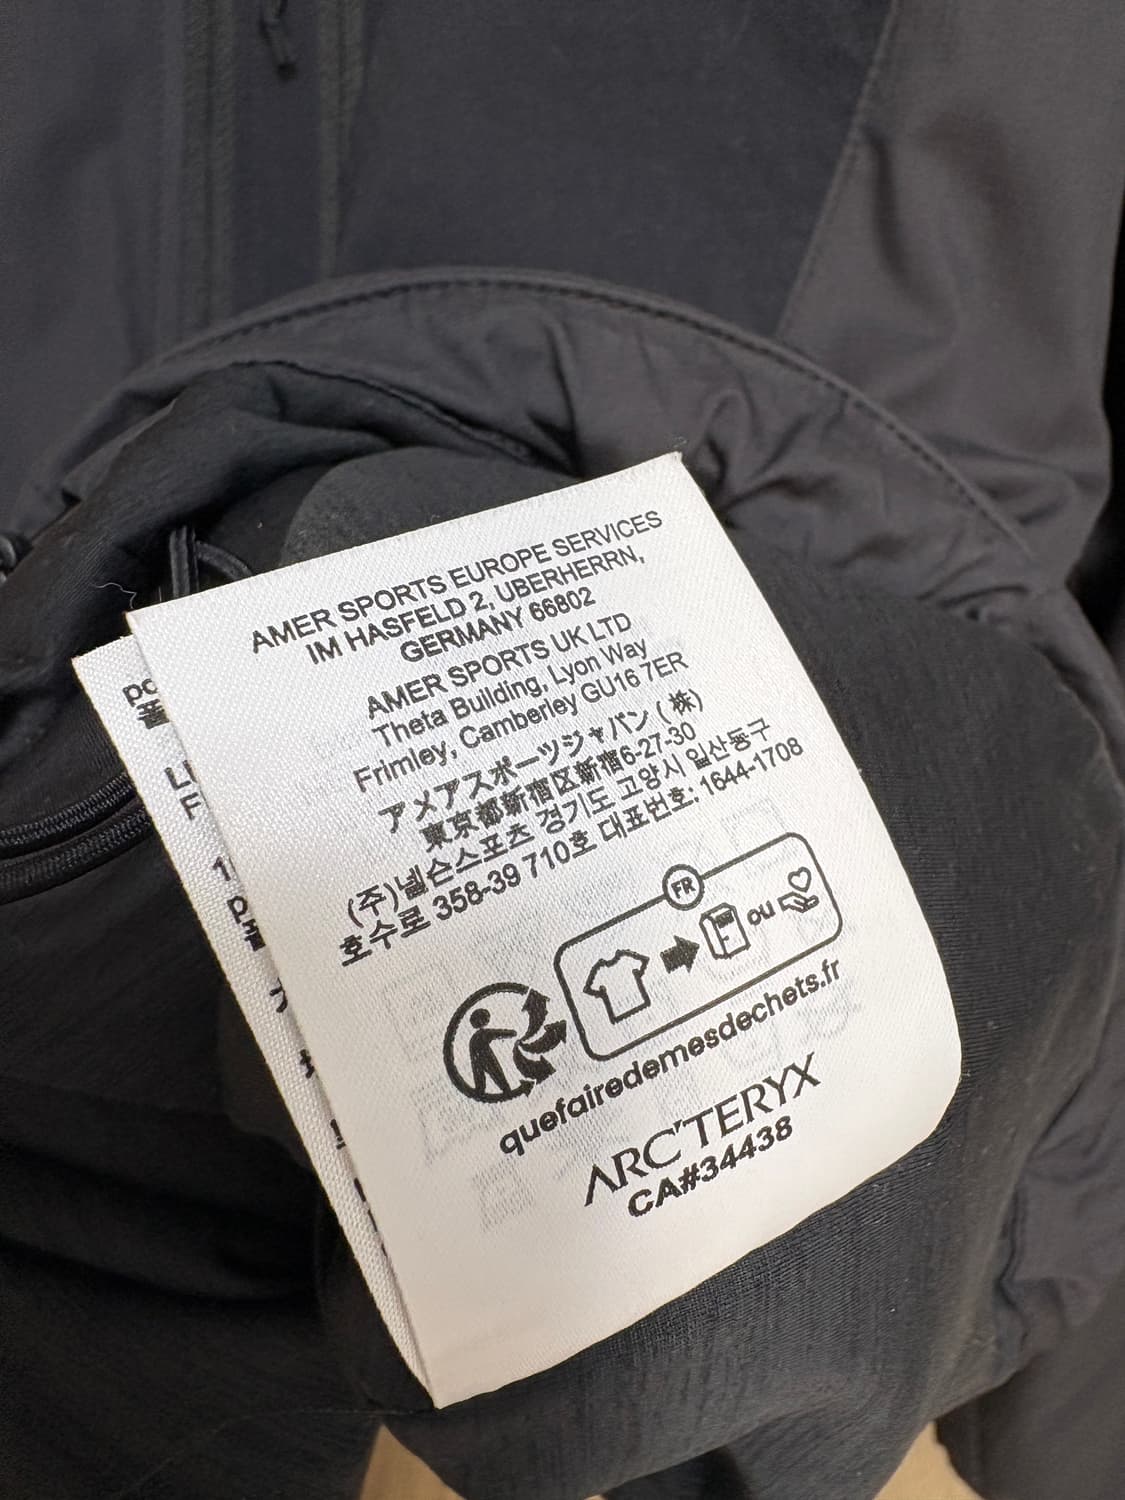 AMER SPORTS EUROPE SERVICES
IM HASFELD 2, UBERHERRN,
GERMANY 66802
AMER SPORTS UK LTD
Theta Building, Lyon Way
Frimley, Camberley GU16 7ER
アメアスポーツジャパン (株)
東京都新宿区新宿6-27-30
(주)넬슨스포츠 경기도 고양시 일산동구
호수로 358-39 710호 대표번호: 1644-1708
FR
ou
quefairedemesdechets.fr
ARC'TERYX
CA#34438